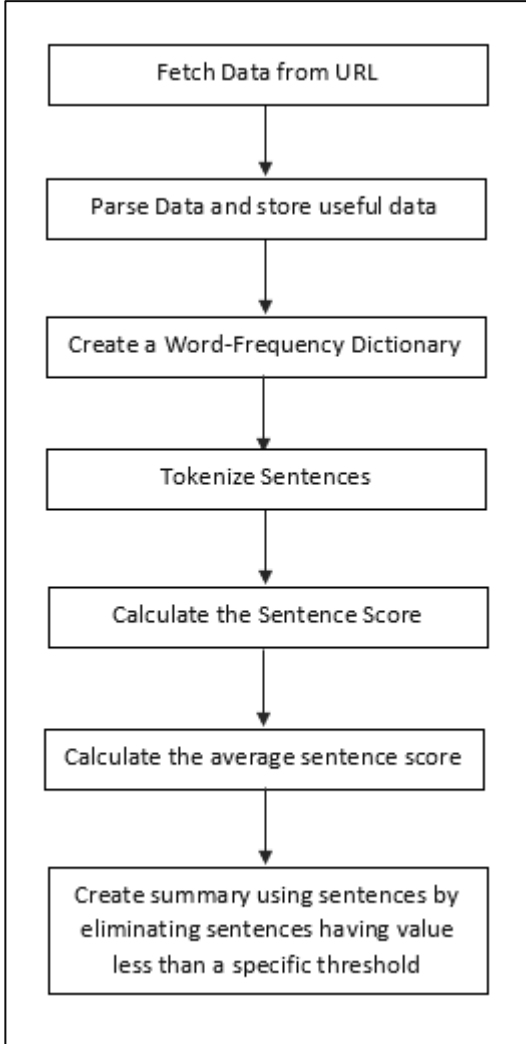 Fetch Data from URL
Parse Data and store useful data
Create a Word-Frequency Dictionary
Tokenize Sentences
Calculate the Sentence Score
Calculate the average sentence score
Create summary using sentences by
eliminating sentences having value
less than a specific threshold